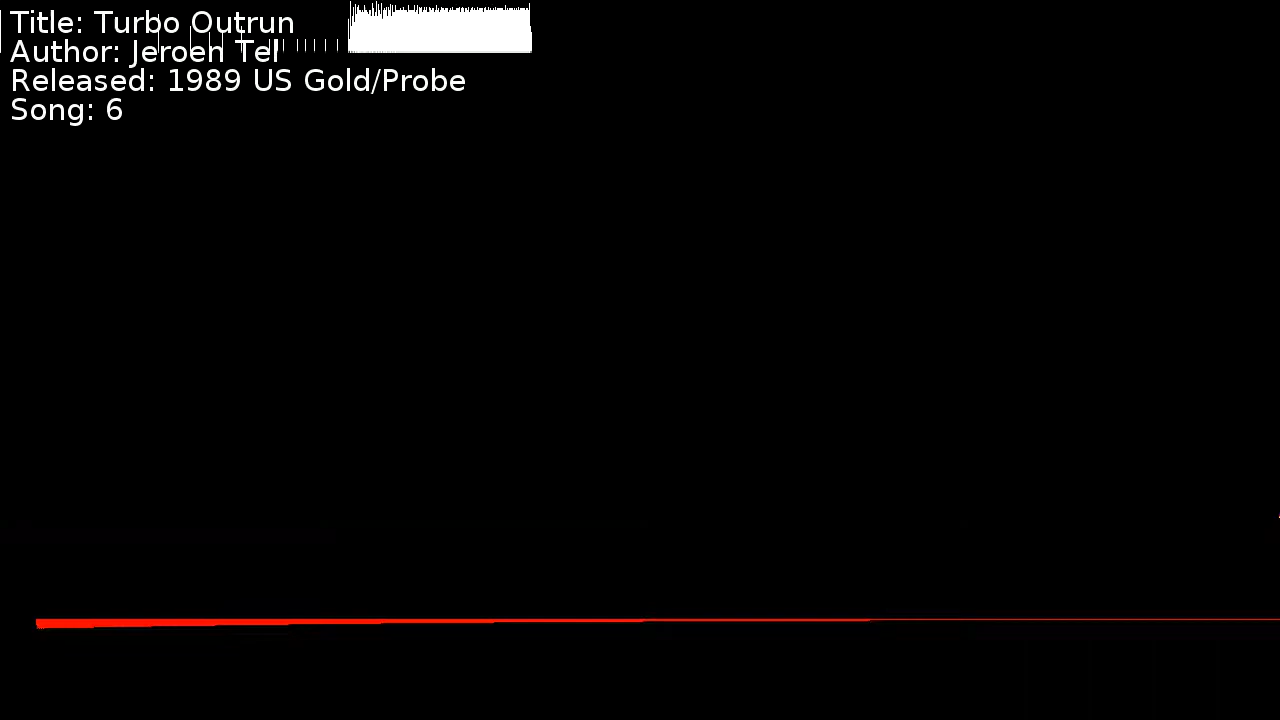 Title: Turbo Outrun
Author: Jeroen Tel
Released: 1989 US Gold/Probe
Song: 6